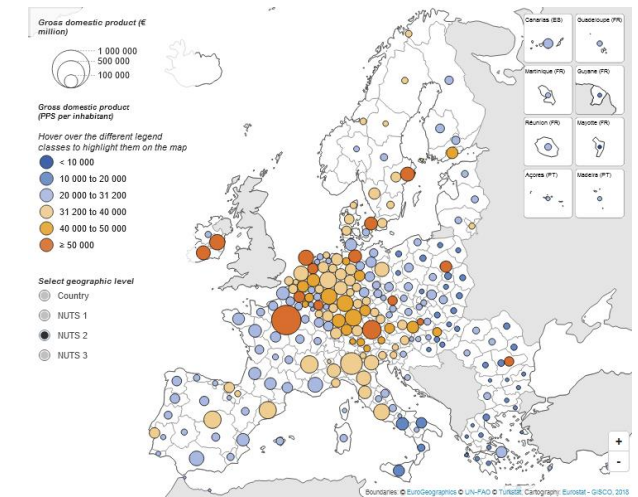 Gross domestic product (€
million)
1 000 000
500 000
100 000
Gross domestic product
(PPS per inhabitant)
Hover over the different legend
classes to highlight them on the map
< 10 000
10 000 to 20 000
20 000 to 31 200
31 200 to 40 000
40 000 to 50 000
≥ 50 000
Select geographic level
Country
NUTS 1
NUTS 2
NUTS 3
Canarias (ES)
Guadeloupe (FR)
Martinique (FR)
Guyane (FR)
Réunion (FR)
Mayotte (FR)
Açores (PT)
Madeira (PT)
+
-
Boundaries: © EuroGeographics © UN-FAO © Turkstat, Cartography: Eurostat - GISCO, 2018